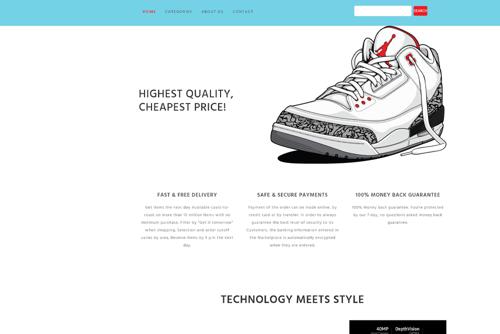 HOME CATEGORIES ABOUT US CONTACT
SEARCH
HIGHEST QUALITY,
CHEAPEST PRICE!
FAST & FREE DELIVERY
Get items the next day. Available coast-to-
coast on more than 15 million items with no
minimum purchase. Filter by "Get it tomorrow"
when shopping. Selection and order cutoff
varies by area. Receive items by 9 p.m the next
day.
SAFE & SECURE PAYMENTS
Payment of the order can be made online, by
credit card or by transfer. In order to always
guarantee the best level of security to its
Customers, the banking information entered in
the Marketplace is automatically encrypted
when they are entered.
100% MONEY BACK GUARANTEE
100% Money back guarantee. You're protected
by our 7-day, no questions asked money back
guarantee.
TECHNOLOGY MEETS STYLE
40MP DepthVision